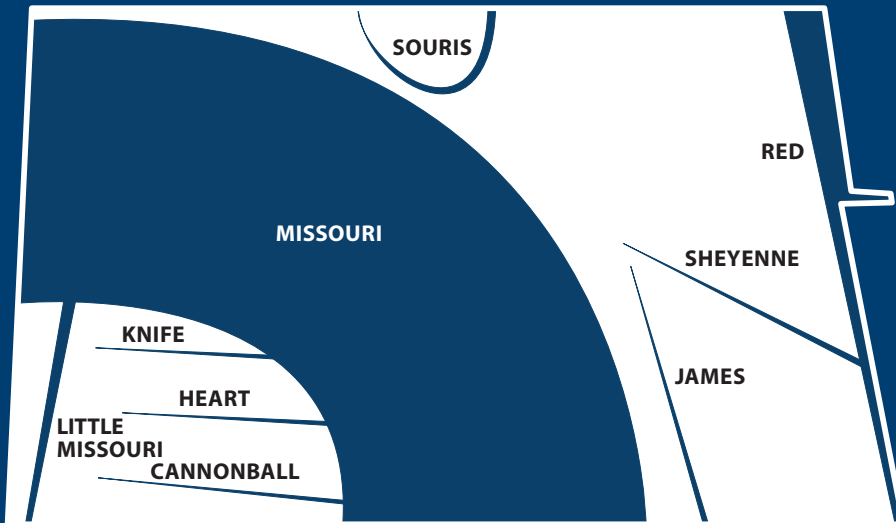 SOURIS
RED
MISSOURI
SHEYENNE
KNIFE
JAMES
HEART
LITTLE
MISSOURI
CANNONBALL